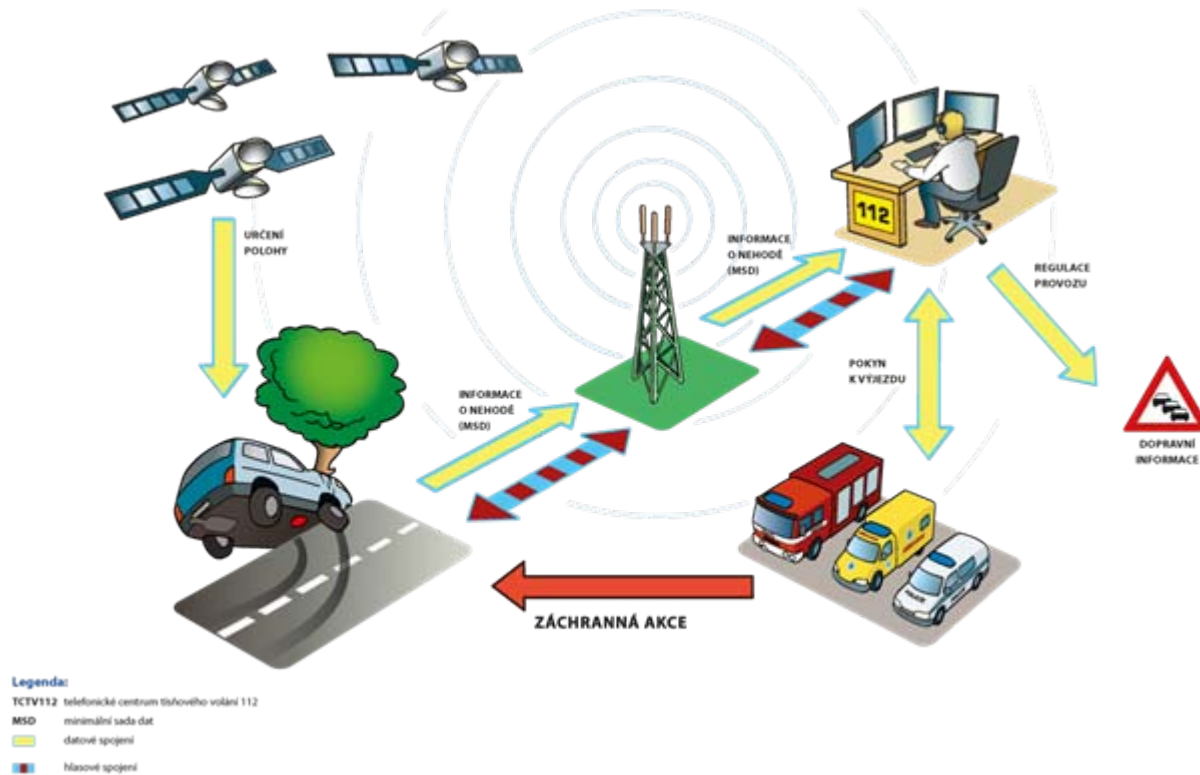 URČENÍ
POLOHY
INFORMACE
O NEHODĚ
(MSD)
112
REGULACE
PROVOZU
INFORMACE
O NEHODĚ
(MSD)
POKYN
K VÝJEZDU
DOPRAVNÍ
INFORMACE
ZÁCHRANNÁ AKCE
Legenda:
TCTV112 telefonické centrum tísňového volání 112
MSD minimální sada dat
datové spojení
hlasové spojení